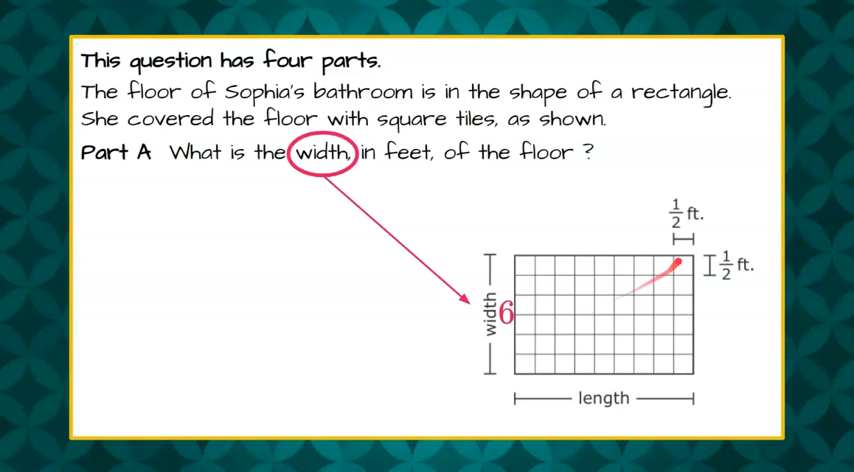 This question has four parts.
The floor of Sophia's bathroom is in the shape of a rectangle.
She covered the floor with square tiles, as shown.
Part A What is the width, in feet, of the floor ?
1/2 ft.
1/2 ft.
width
6
length